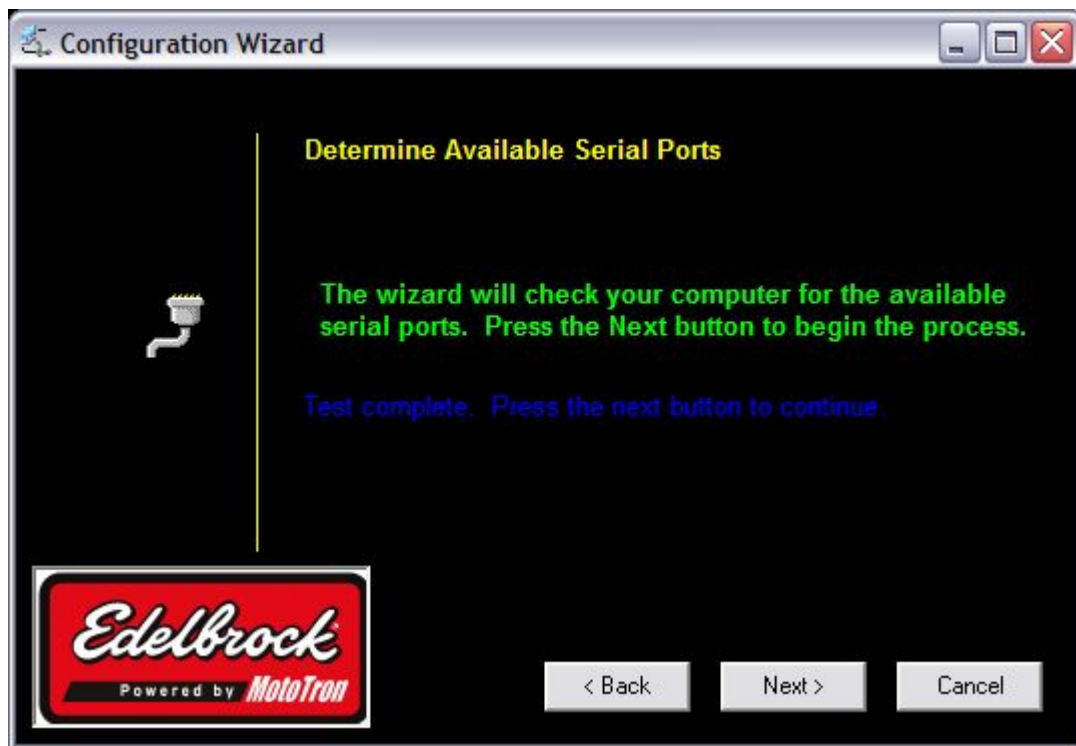 Configuration Wizard
Determine Available Serial Ports
The wizard will check your computer for the available
serial ports.  Press the Next button to begin the process.
Test complete.  Press the next button to continue.
Edelbrock
Powered by MotoTron
< Back
Next >
Cancel